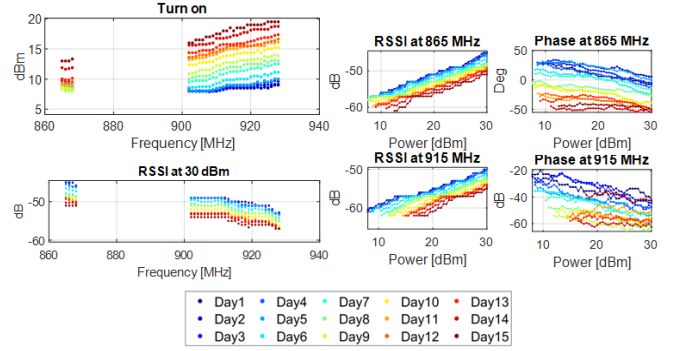 Turn on
20
15
10
5
dBm
860 880 900 920 940
Frequency [MHz]
RSSI at 865 MHz
-50
-60
dB
10 20 30
Power [dBm]
Phase at 865 MHz
50
0
-50
Deg
10 20 30
Power [dBm]
RSSI at 30 dBm
-50
-60
dB
860 880 900 920 940
Frequency [MHz]
RSSI at 915 MHz
-50
-60
dB
10 20 30
Power [dBm]
Phase at 915 MHz
-20
-40
-60
dB
10 20 30
Power [dBm]
Day1 Day4 Day7 Day10 Day13
Day2 Day5 Day8 Day11 Day14
Day3 Day6 Day9 Day12 Day15